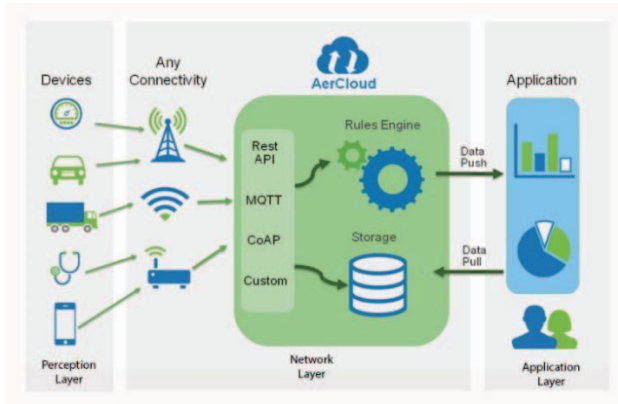 Devices
Any
Connectivity
AerCloud
Application
Rest
API
MQTT
CoAP
Custom
Rules Engine
Storage
Data
Push
Data
Pull
Perception
Layer
Network
Layer
Application
Layer